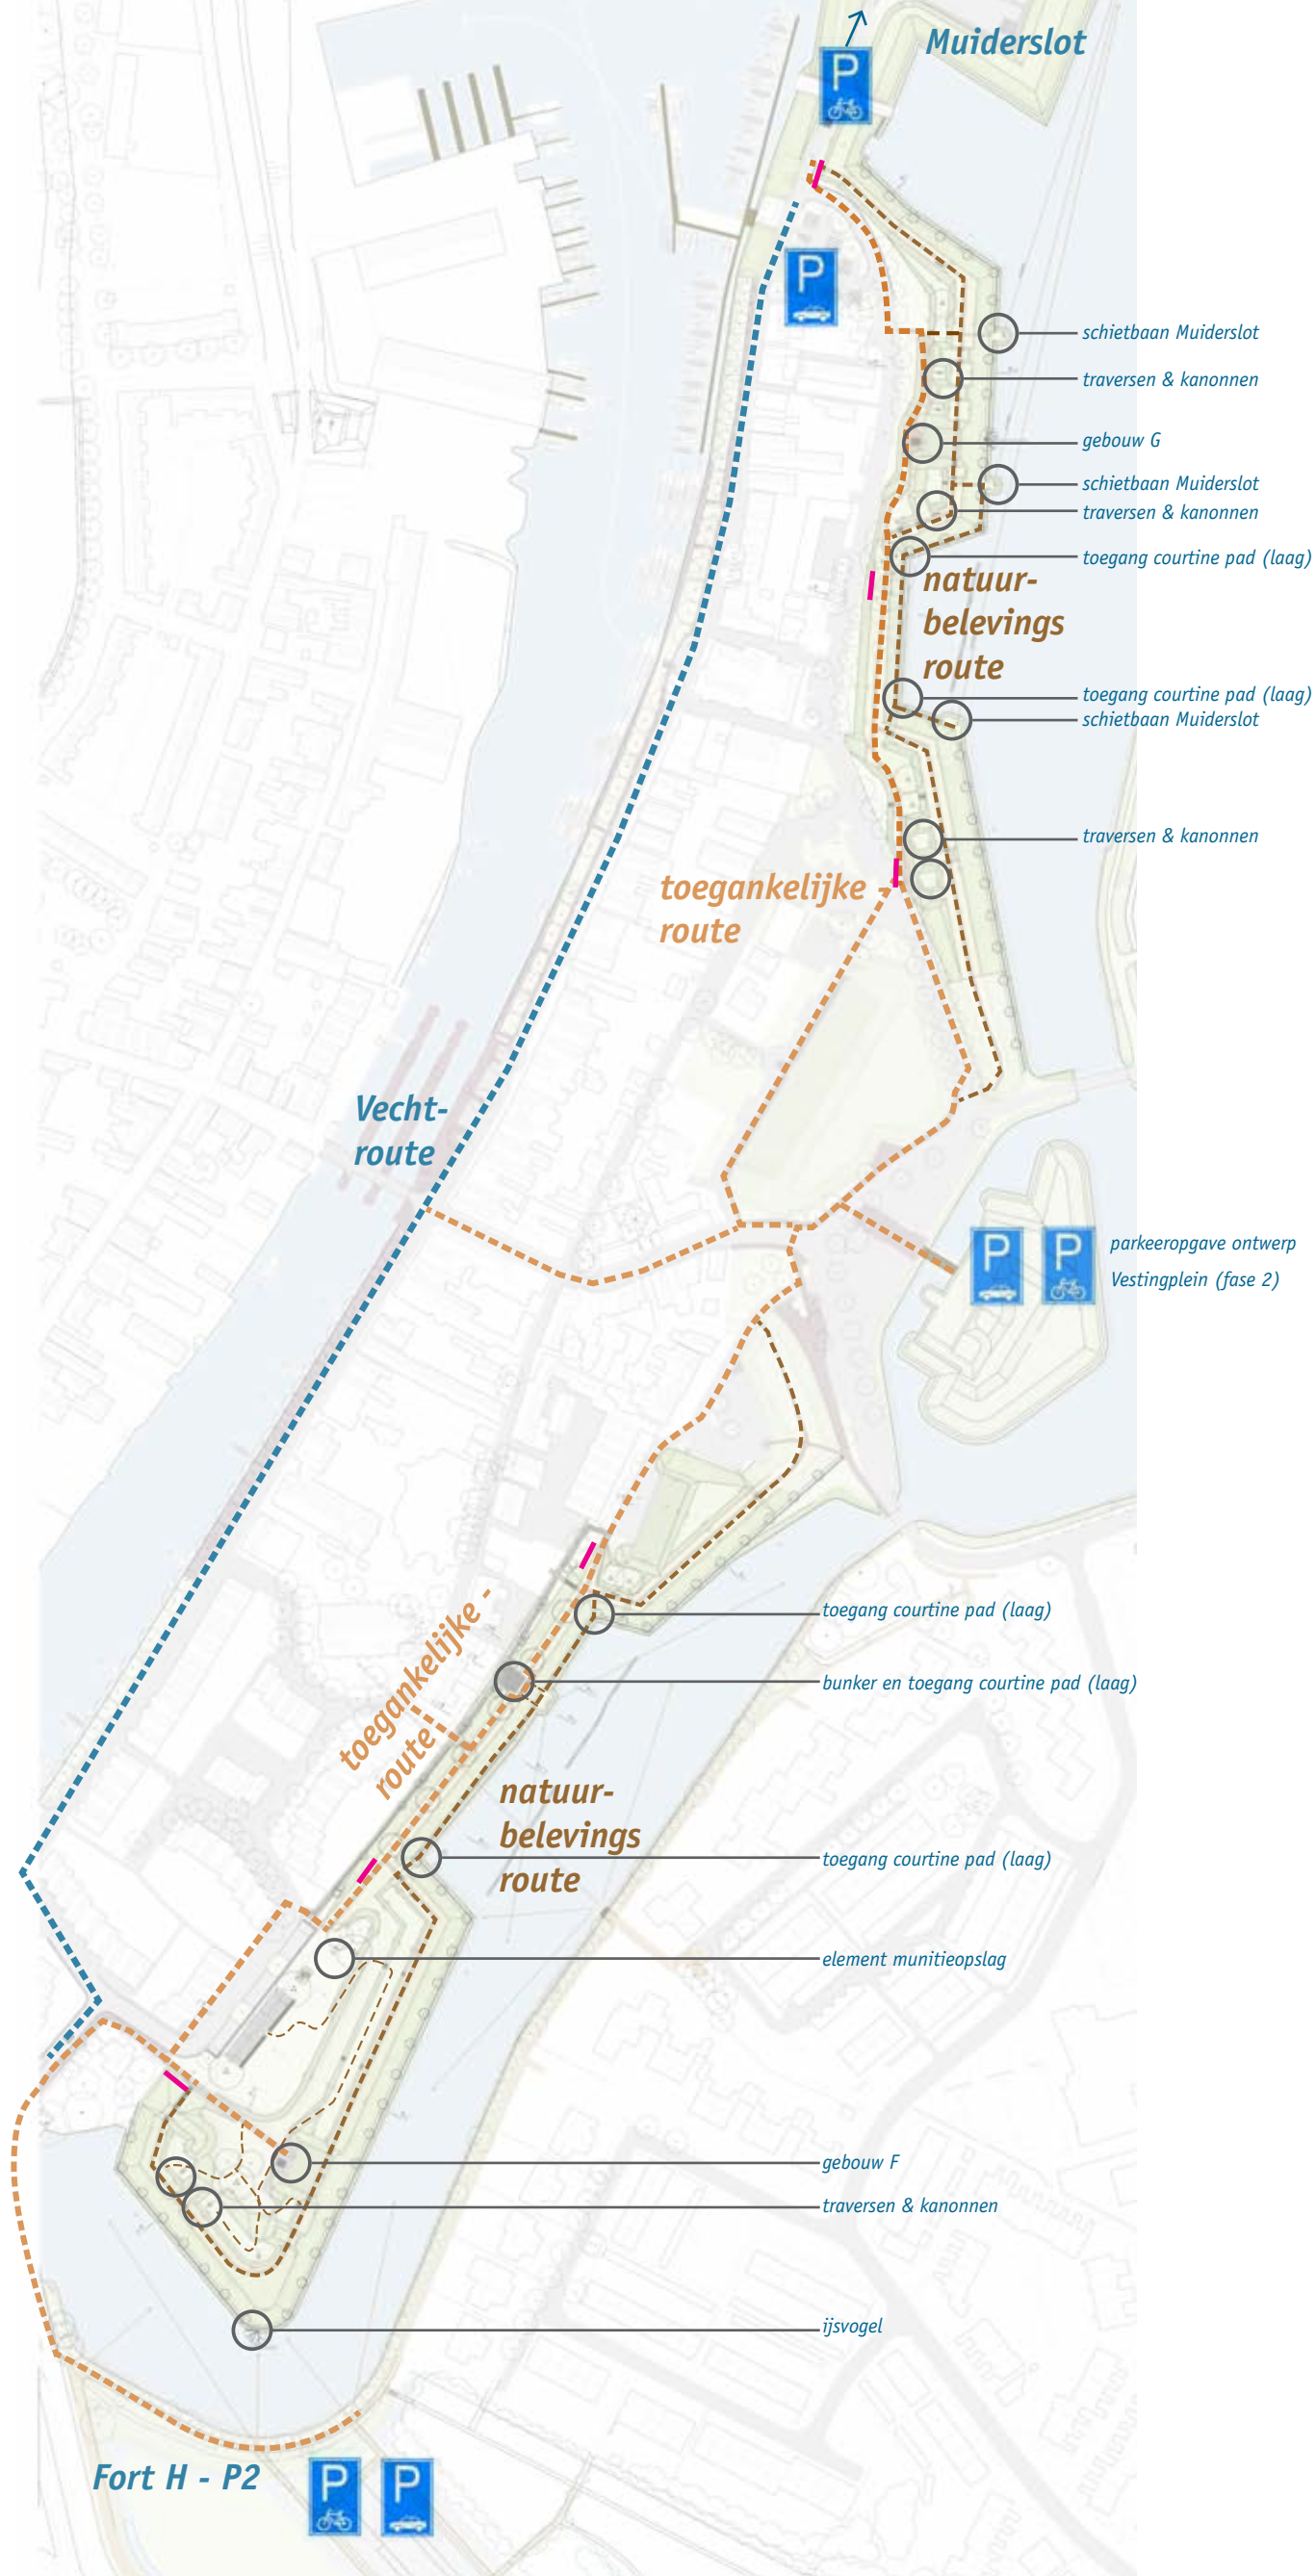 Muiderslot
P
P
schietbaan Muiderslot
traversen & kanonnen
gebouw G
schietbaan Muiderslot
traversen & kanonnen
toegang courtine pad (laag)
natuur-
belevings
route
toegang courtine pad (laag)
schietbaan Muiderslot
traversen & kanonnen
toegankelijke -
route
Vecht-
route
P
P
parkeeropgave ontwerp
Vestingplein (fase 2)
toegang courtine pad (laag)
toegankelijke -
route
bunker en toegang courtine pad (laag)
natuur-
belevings
route
toegang courtine pad (laag)
element munitieopslag
gebouw F
traversen & kanonnen
ijsvogel
Fort H - P2
P
P